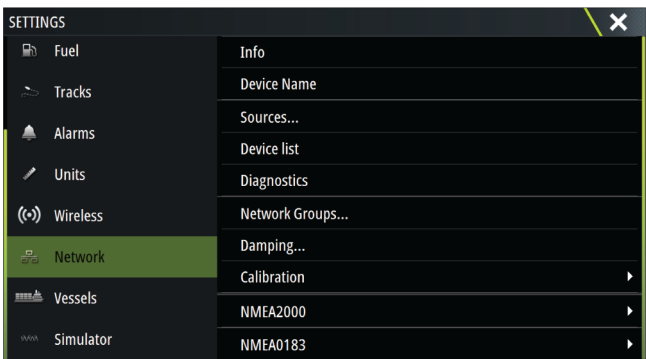 SETTINGS
Fuel
Tracks
Alarms
Units
Wireless
Network
Vessels
Simulator
Info
Device Name
Sources...
Device list
Diagnostics
Network Groups...
Damping...
Calibration
NMEA2000
NMEA0183